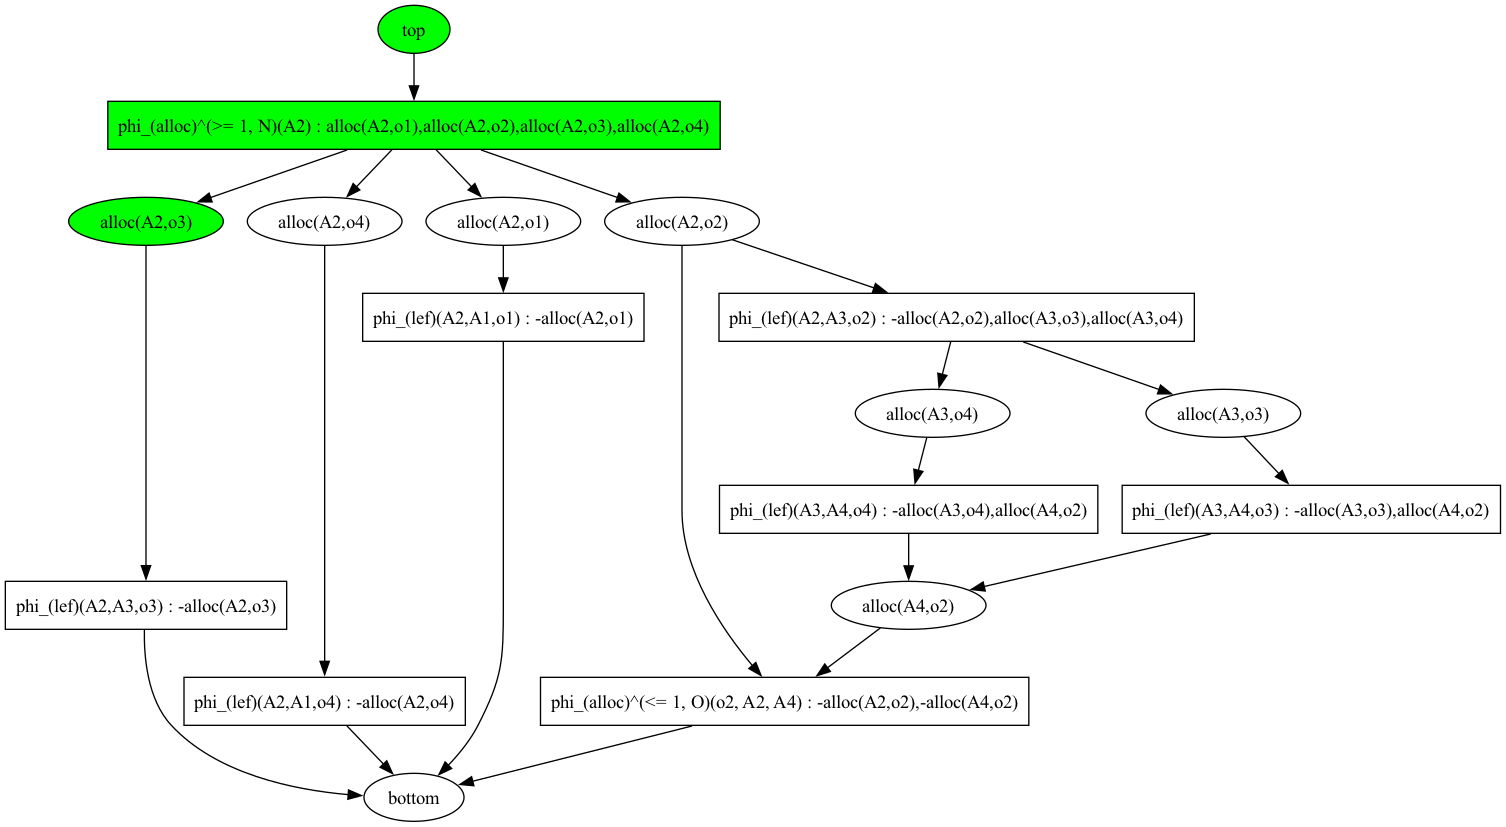 top
phi_(alloc)^(>= 1, N)(A2) : alloc(A2,o1),alloc(A2,o2),alloc(A2,o3),alloc(A2,o4)
alloc(A2,o3)
alloc(A2,o4)
alloc(A2,o1)
alloc(A2,o2)
phi_(lef)(A2,A1,o1) : -alloc(A2,o1)
phi_(lef)(A2,A3,o2) : -alloc(A2,o2),alloc(A3,o3),alloc(A3,o4)
alloc(A3,o4)
alloc(A3,o3)
phi_(lef)(A3,A4,o4) : -alloc(A3,o4),alloc(A4,o2)
phi_(lef)(A3,A4,o3) : -alloc(A3,o3),alloc(A4,o2)
phi_(lef)(A2,A3,o3) : -alloc(A2,o3)
alloc(A4,o2)
phi_(lef)(A2,A1,o4) : -alloc(A2,o4)
phi_(alloc)^(<= 1, O)(o2, A2, A4) : -alloc(A2,o2),-alloc(A4,o2)
bottom